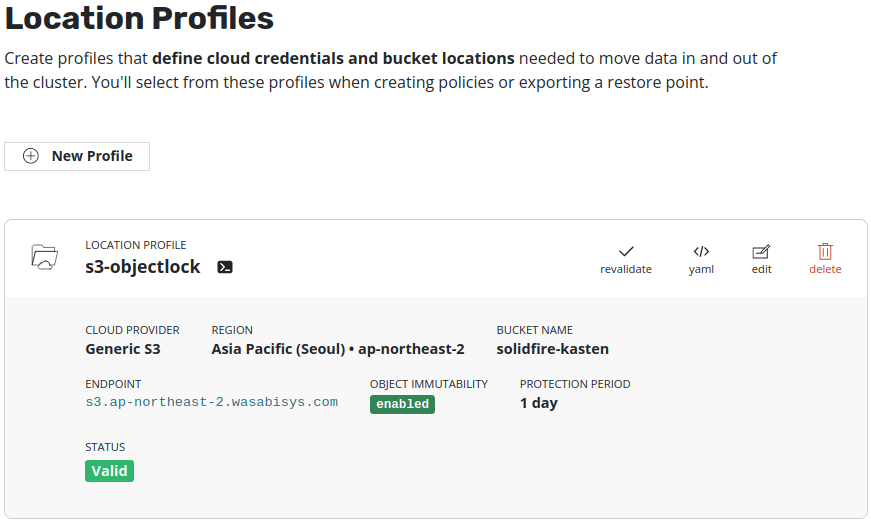 Location Profiles
Create profiles that define cloud credentials and bucket locations needed to move data in and out of
the cluster. You'll select from these profiles when creating policies or exporting a restore point.
New Profile
LOCATION PROFILE
s3-objectlock
revalidate yaml edit delete
CLOUD PROVIDER REGION BUCKET NAME
Generic S3 Asia Pacific (Seoul) • ap-northeast-2 solidfire-kasten
ENDPOINT OBJECT IMMUTABILITY PROTECTION PERIOD
s3.ap-northeast-2.wasabisys.com enabled 1 day
STATUS
Valid